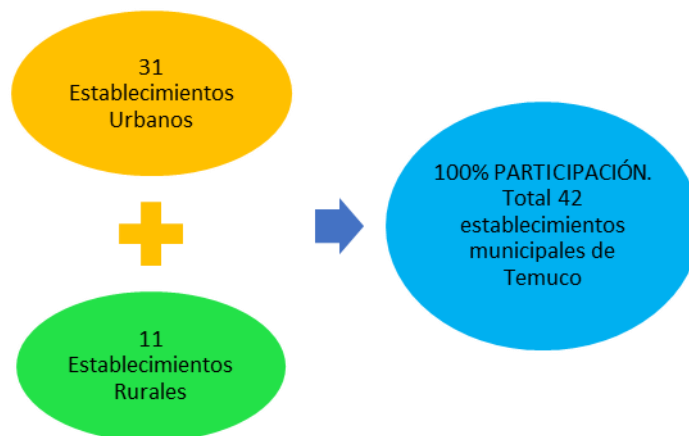 31
Establecimientos
Urbanos
100% PARTICIPACIÓN.
Total 42
establecimientos
municipales de
Temuco
11
Establecimientos
Rurales